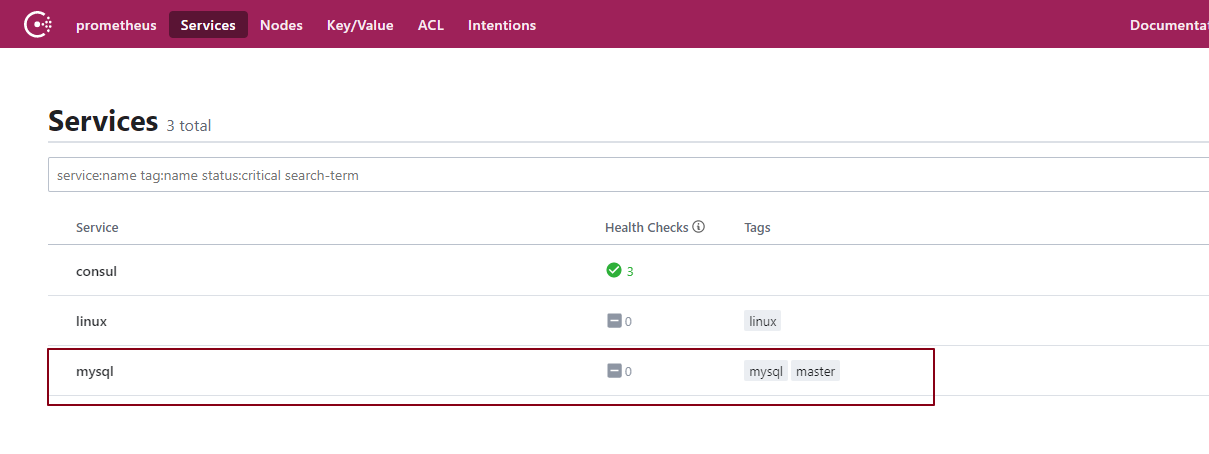 prometheus Services Nodes Key/Value ACL Intentions Documentat
Services 3 total
service:name tag:name status:critical search-term
Service Health Checks Tags
consul 3
linux 0 linux
mysql 0 mysql master